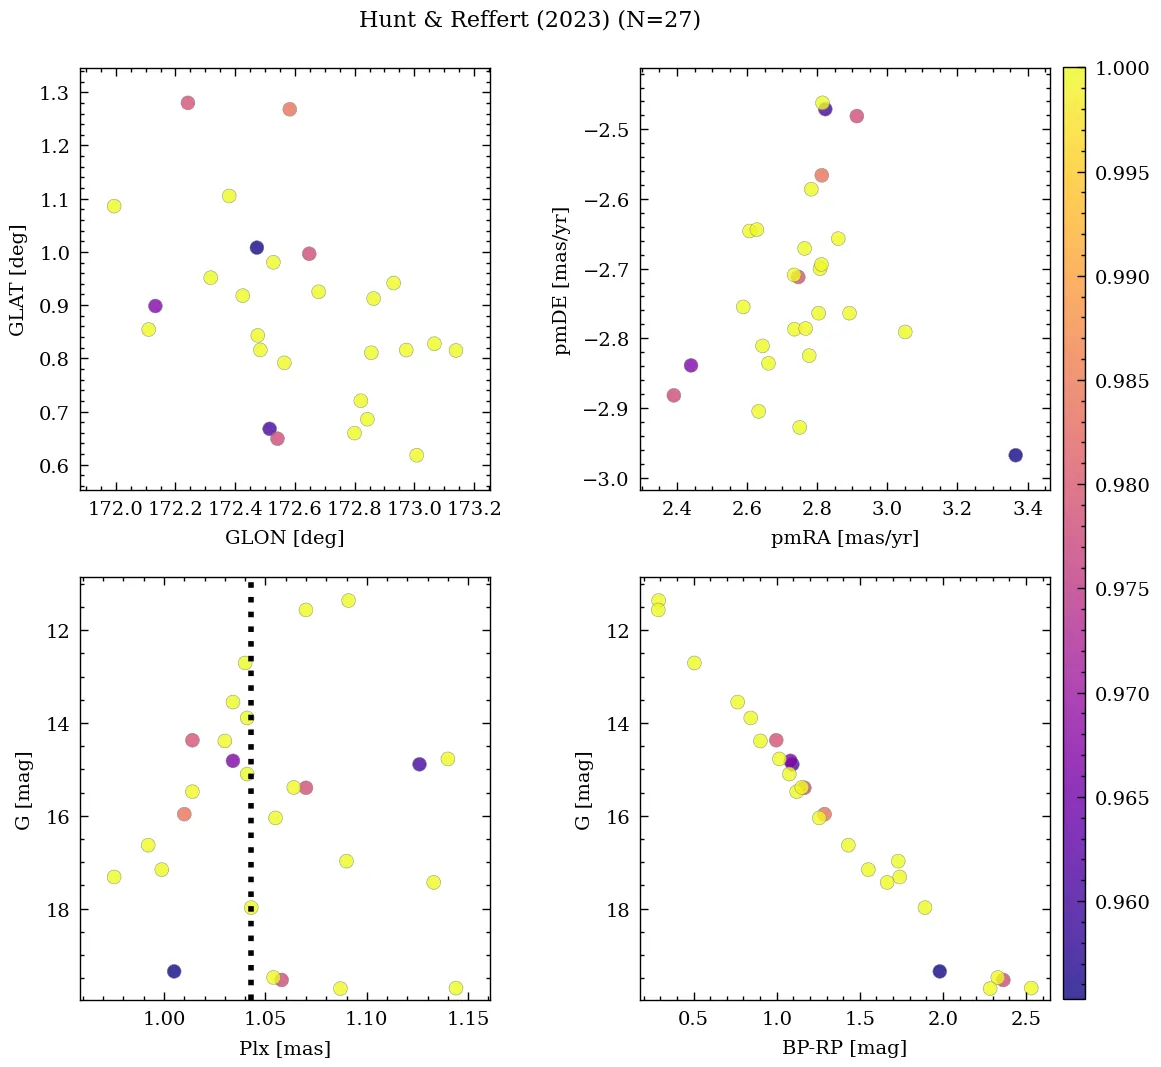 Hunt & Reffert (2023) (N=27)
1.3
1.2
1.1
1.0
0.9
0.8
0.7
0.6
GLAT [deg]
172.0 172.2 172.4 172.6 172.8 173.0 173.2
GLON [deg]
−2.5
−2.6
−2.7
−2.8
−2.9
−3.0
pmDE [mas/yr]
2.4 2.6 2.8 3.0 3.2 3.4
pmRA [mas/yr]
1.000
0.995
0.990
0.985
0.980
0.975
0.970
0.965
0.960
12
14
16
18
G [mag]
1.00 1.05 1.10 1.15
Plx [mas]
12
14
16
18
G [mag]
0.5 1.0 1.5 2.0 2.5
BP-RP [mag]